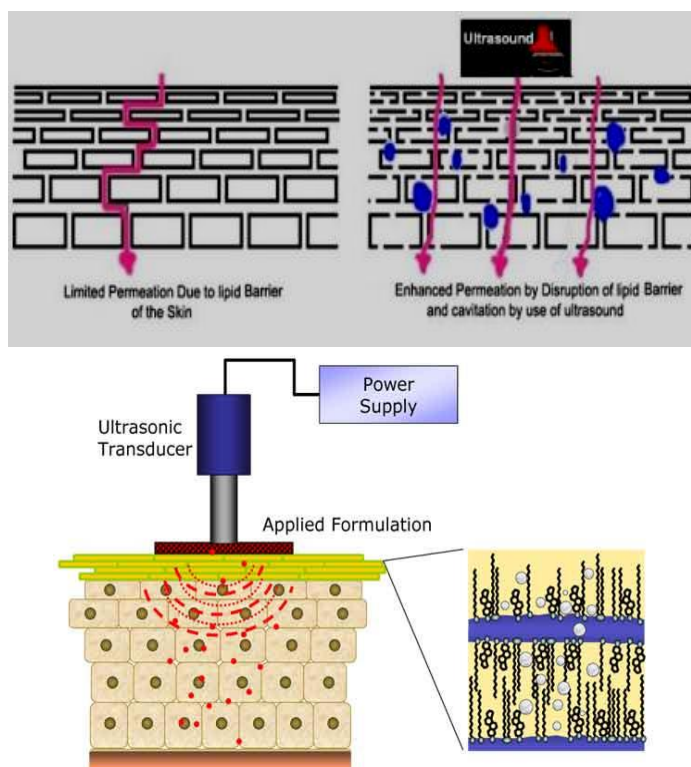 Ultrasound
Limited Permeation Due to lipid Barrier
of the Skin
Enhanced Permeation by Disruption of lipid Barrier
and cavitation by use of ultrasound
Power
Supply
Ultrasonic
Transducer
Applied Formulation